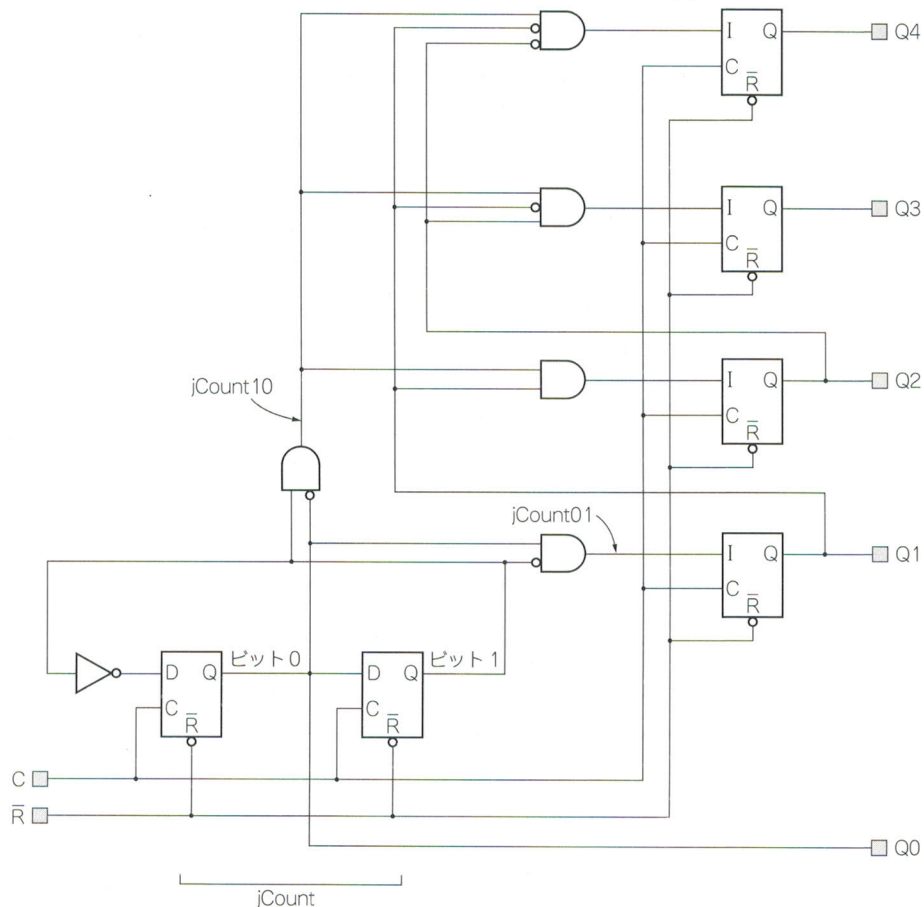 I Q
C
R̅
Q4
I Q
C
R̅
Q3
I Q
C
R̅
Q2
jCount10
jCount01
I Q
C
R̅
Q1
D Q
C
R̅
ビット0
D Q
C
R̅
ビット1
C
R̅
Q0
jCount